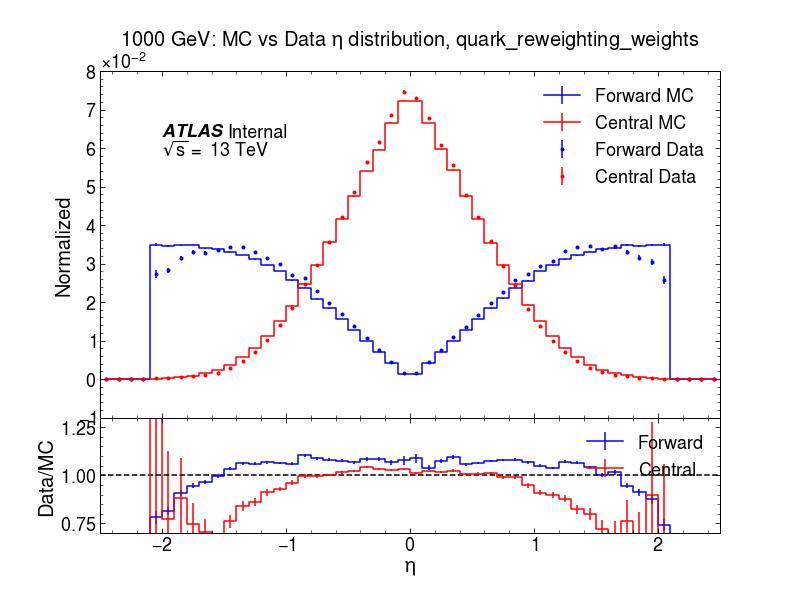 1000 GeV: MC vs Data η distribution, quark_reweighting_weights
×10⁻²
8
7
6
5
4
3
2
1
0
−1
Normalized
ATLAS Internal
√s = 13 TeV
Forward MC
Central MC
Forward Data
Central Data
1.25
1.00
0.75
Data/MC
Forward
Central
−2 −1 0 1 2
η